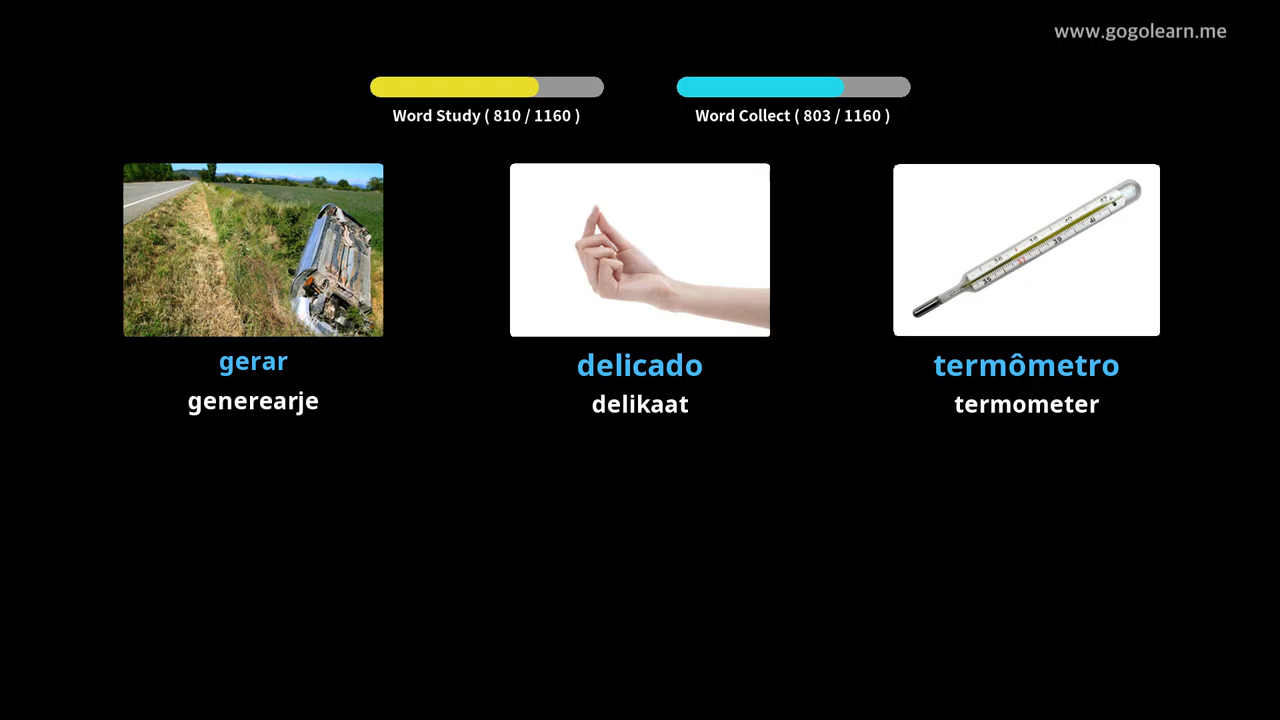 www.gogolearn.me
Word Study ( 810 / 1160 )
Word Collect ( 803 / 1160 )
gerar
generearje
delicado
delikaat
termômetro
termometer